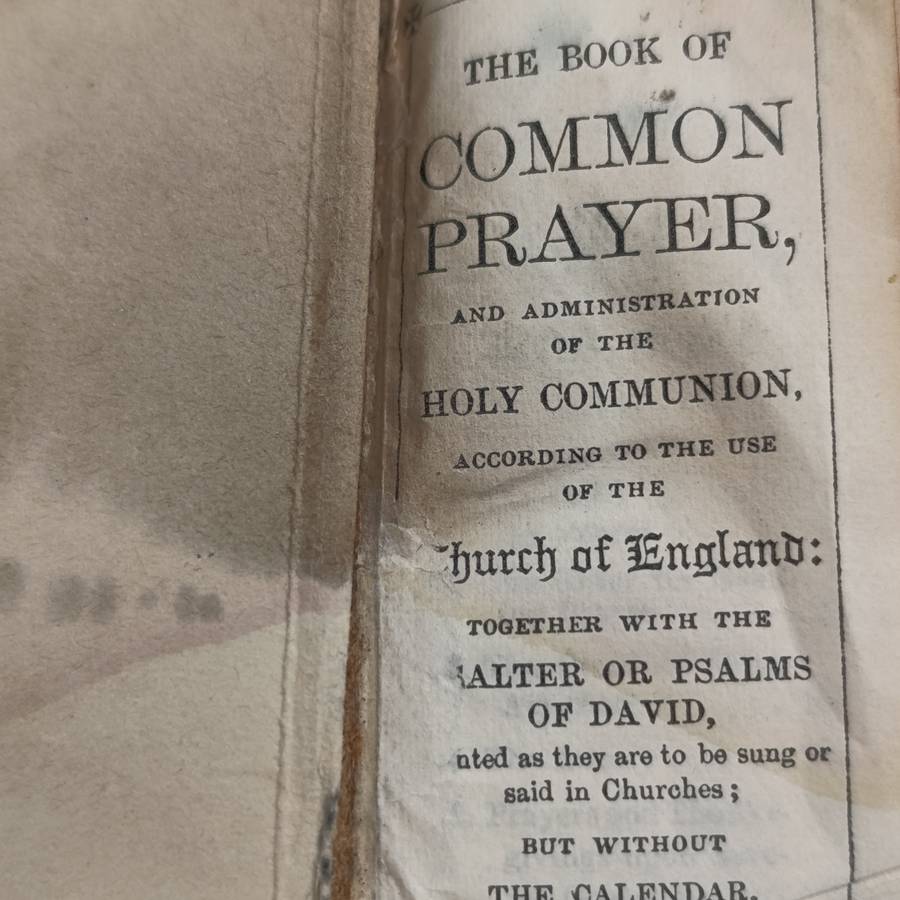 THE BOOK OF
COMMON
PRAYER,
AND ADMINISTRATION
OF THE
HOLY COMMUNION,
ACCORDING TO THE USE
OF THE
hurch of England:
TOGETHER WITH THE
ALTER OR PSALMS
OF DAVID,
nted as they are to be sung or
said in Churches;
BUT WITHOUT
THE CALENDAR,